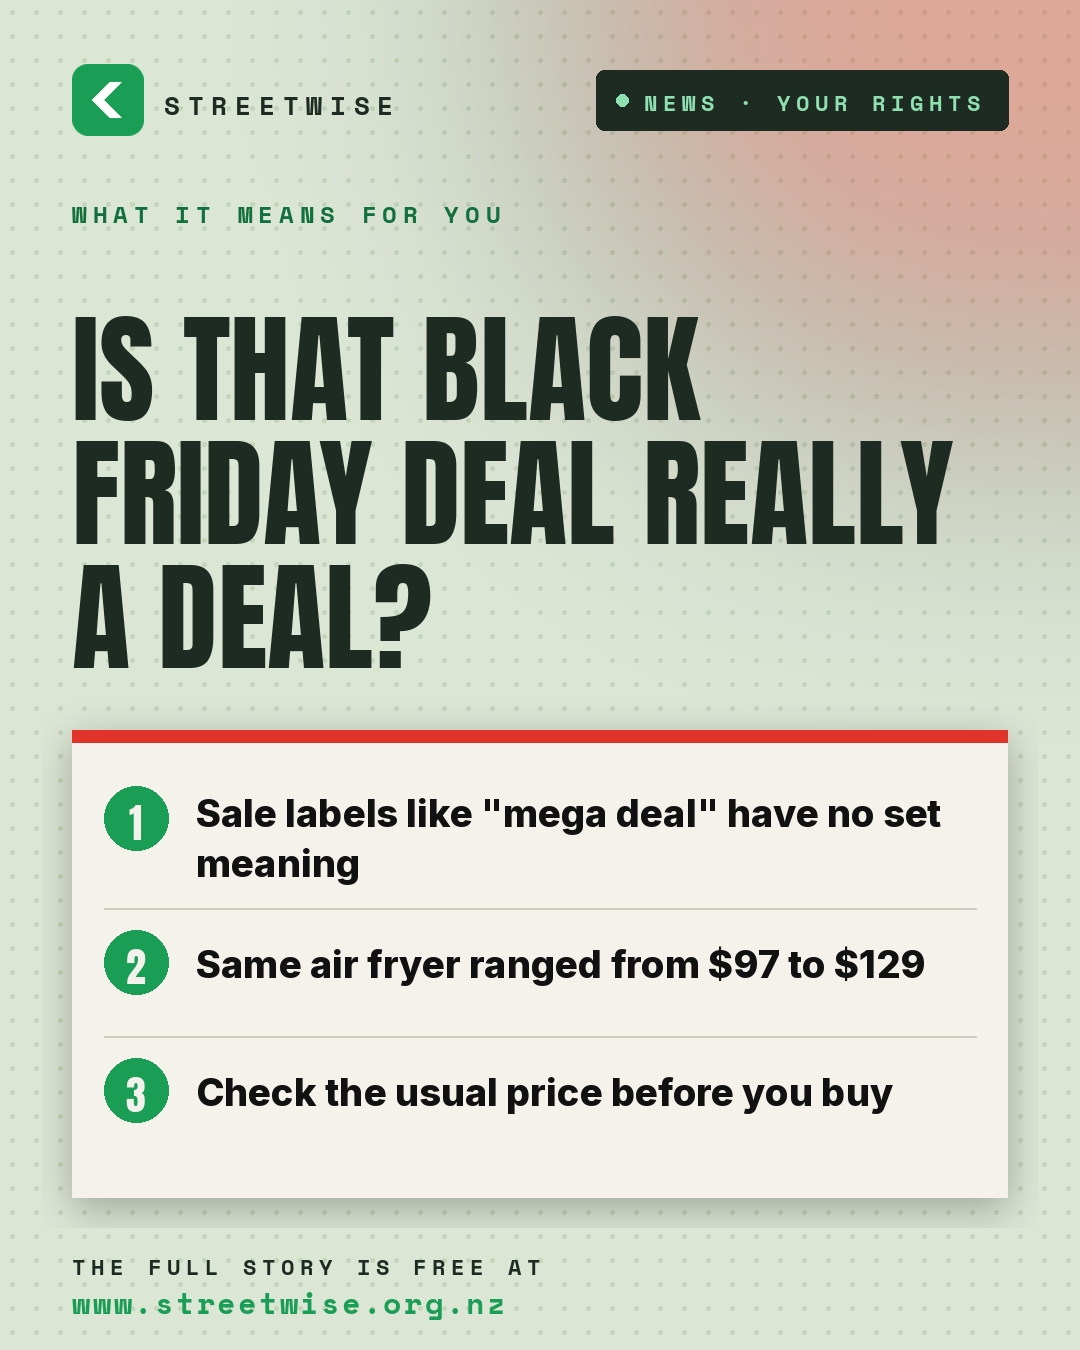 STREETWISE
NEWS · YOUR RIGHTS
WHAT IT MEANS FOR YOU
IS THAT BLACK
FRIDAY DEAL REALLY
A DEAL?
1 Sale labels like "mega deal" have no set
meaning
2 Same air fryer ranged from $97 to $129
3 Check the usual price before you buy
THE FULL STORY IS FREE AT
www.streetwise.org.nz